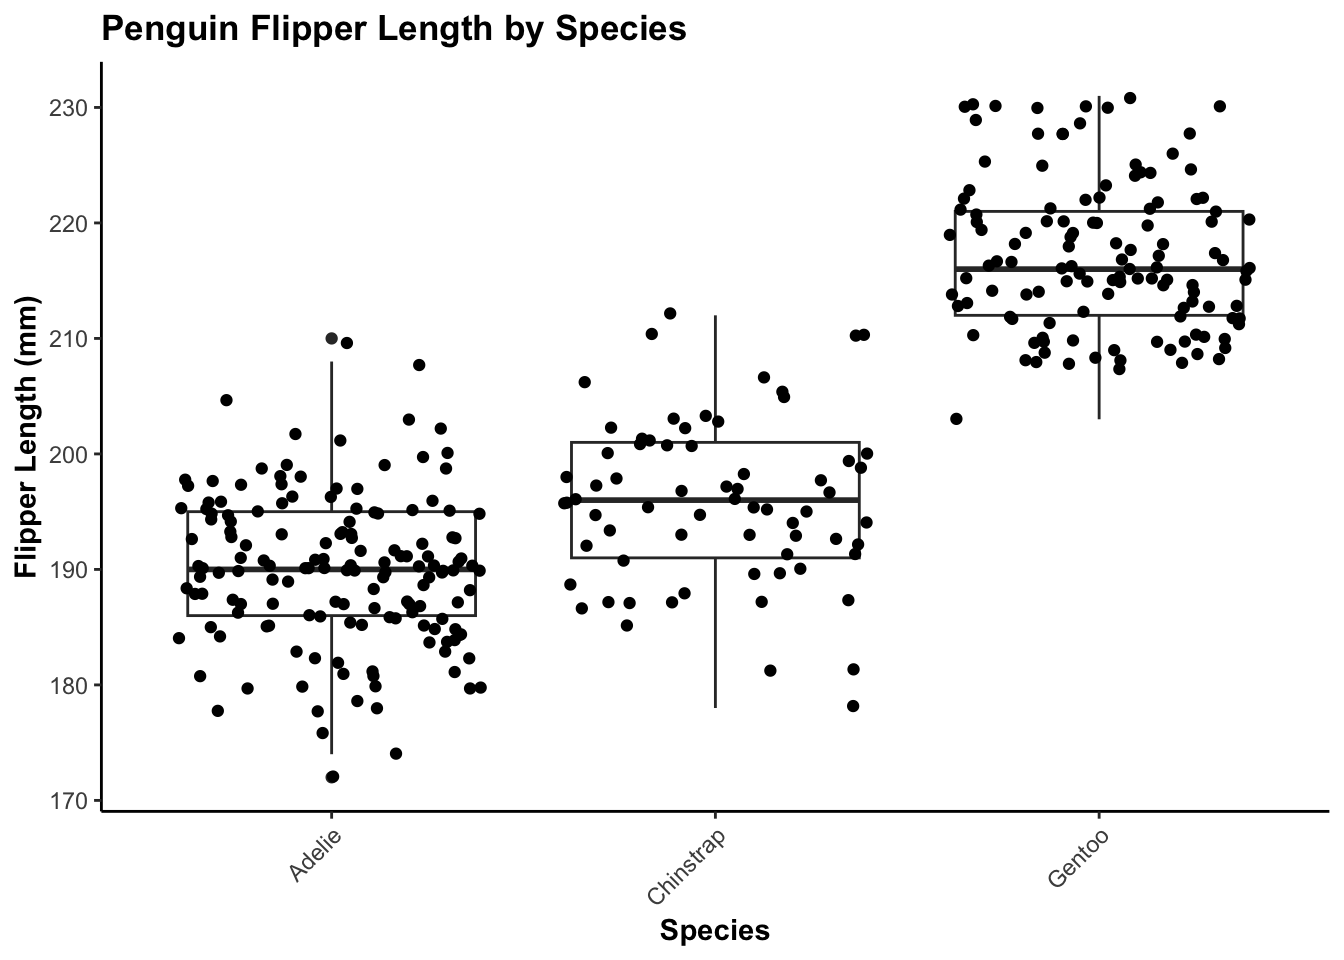 Penguin Flipper Length by Species
Flipper Length (mm)
230
220
210
200
190
180
170
Adelie
Chinstrap
Gentoo
Species